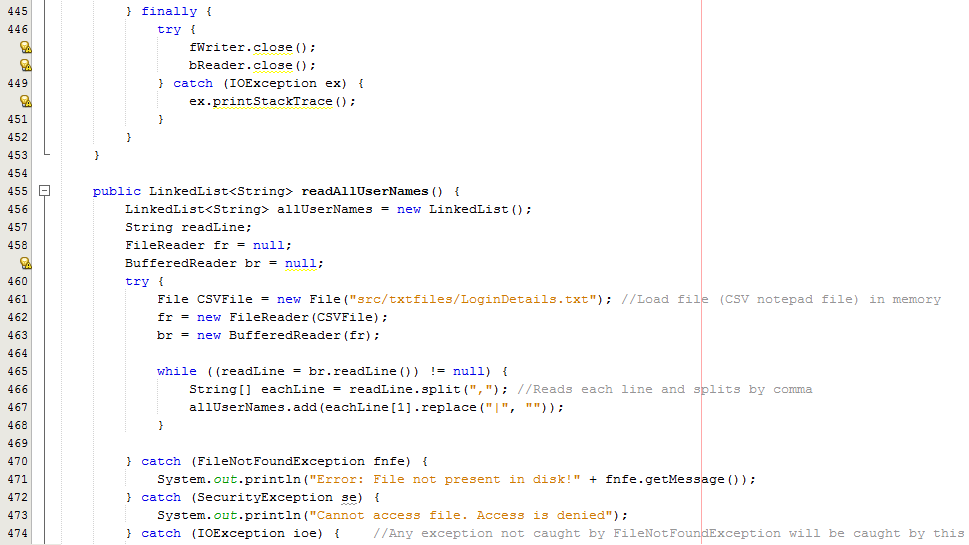 445 } finally {
446 try {
fWriter.close();
bReader.close();
449 } catch (IOException ex) {
ex.printStackTrace();
451 }
452 }
453 }
454
455 public LinkedList<String> readAllUserNames() {
456 LinkedList<String> allUserNames = new LinkedList();
457 String readLine;
458 FileReader fr = null;
BufferedReader br = null;
460 try {
461 File CSVFile = new File("src/txtfiles/LoginDetails.txt"); //Load file (CSV notepad file) in memory
462 fr = new FileReader(CSVFile);
463 br = new BufferedReader(fr);
464
465 while ((readLine = br.readLine()) != null) {
466 String[] eachLine = readLine.split(","); //Reads each line and splits by comma
467 allUserNames.add(eachLine[1].replace("|", ""));
468 }
469
470 } catch (FileNotFoundException fnfe) {
471 System.out.println("Error: File not present in disk!" + fnfe.getMessage());
472 } catch (SecurityException se) {
473 System.out.println("Cannot access file. Access is denied");
474 } catch (IOException ioe) { //Any exception not caught by FileNotFoundException will be caught by this